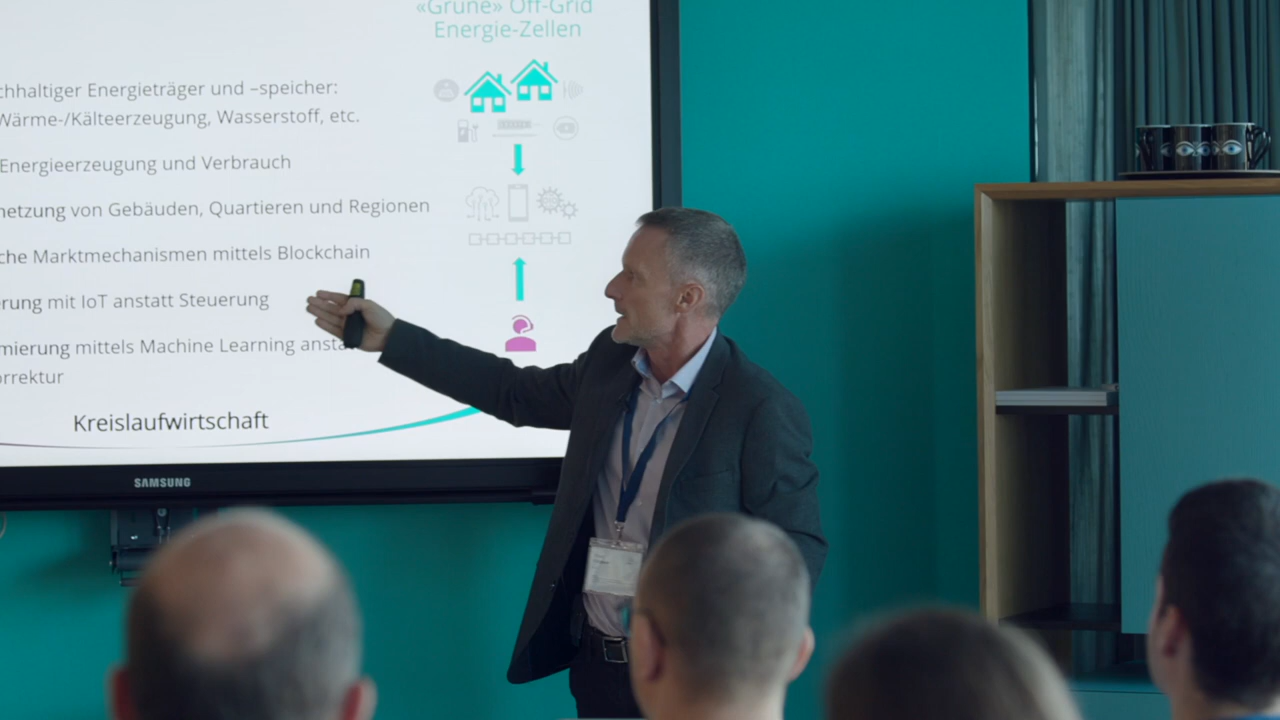 «Grüne» Off-Grid
Energie-Zellen
chhaltiger Energieträger und –speicher:
Wärme-/Kälteerzeugung, Wasserstoff, etc.
Energieerzeugung und Verbrauch
netzung von Gebäuden, Quartieren und Regionen
che Marktmechanismen mittels Blockchain
erung mit IoT anstatt Steuerung
mierung mittels Machine Learning ansta
orrektur
Kreislaufwirtschaft
SAMSUNG